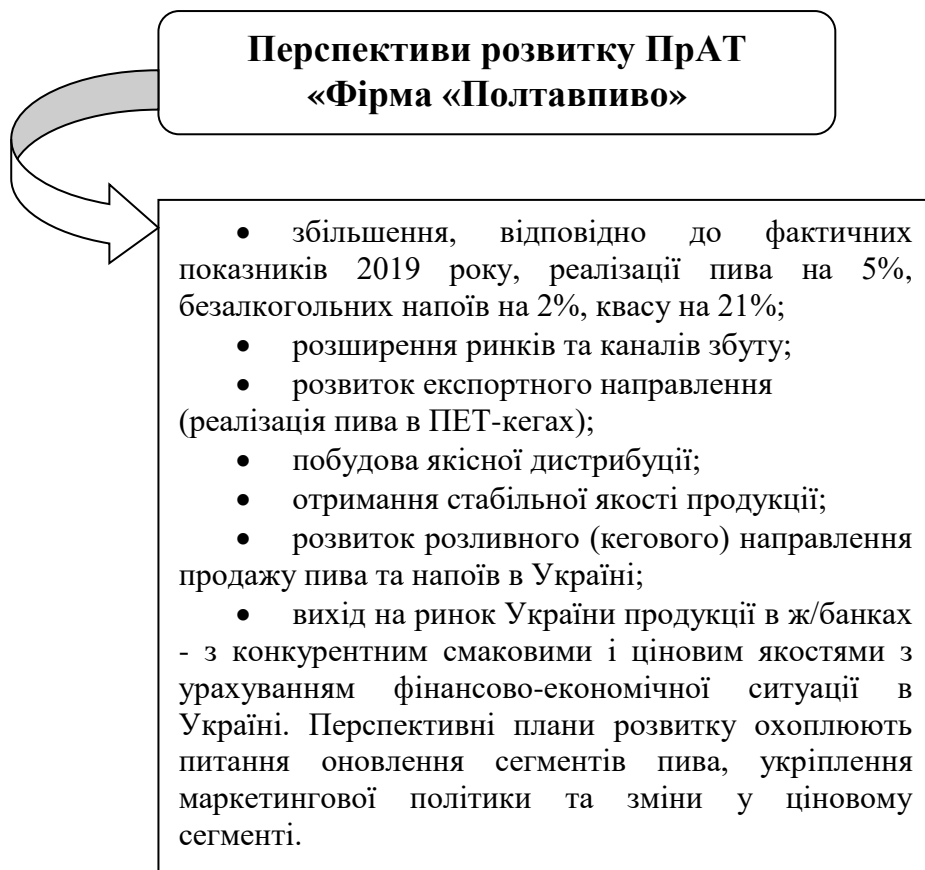 Перспективи розвитку ПрАТ
«Фірма «Полтавпиво»
• збільшення, відповідно до фактичних
показників 2019 року, реалізації пива на 5%,
безалкогольних напоїв на 2%, квасу на 21%;
• розширення ринків та каналів збуту;
• розвиток експортного направлення
(реалізація пива в ПЕТ-кегах);
• побудова якісної дистрибуції;
• отримання стабільної якості продукції;
• розвиток розливного (кегового) направлення
продажу пива та напоїв в Україні;
• вихід на ринок України продукції в ж/банках
- з конкурентним смаковими і ціновим якостями з
урахуванням фінансово-економічної ситуації в
Україні. Перспективні плани розвитку охоплюють
питання оновлення сегментів пива, укріплення
маркетингової політики та зміни у ціновому
сегменті.